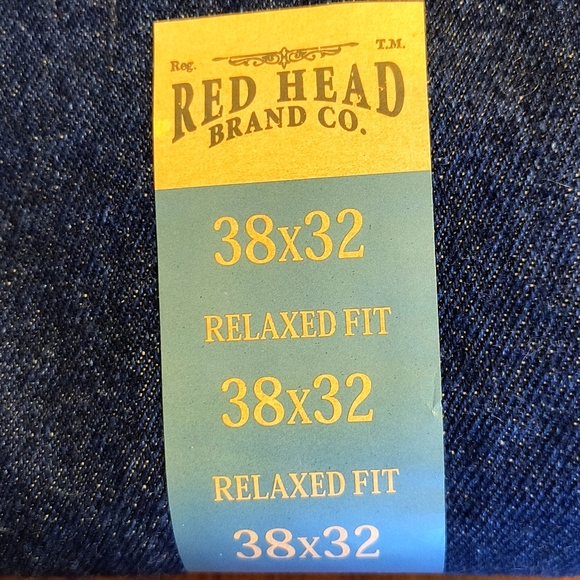 Reg. T.M.
RED HEAD
BRAND CO.
38x32
RELAXED FIT
38x32
RELAXED FIT
38x32